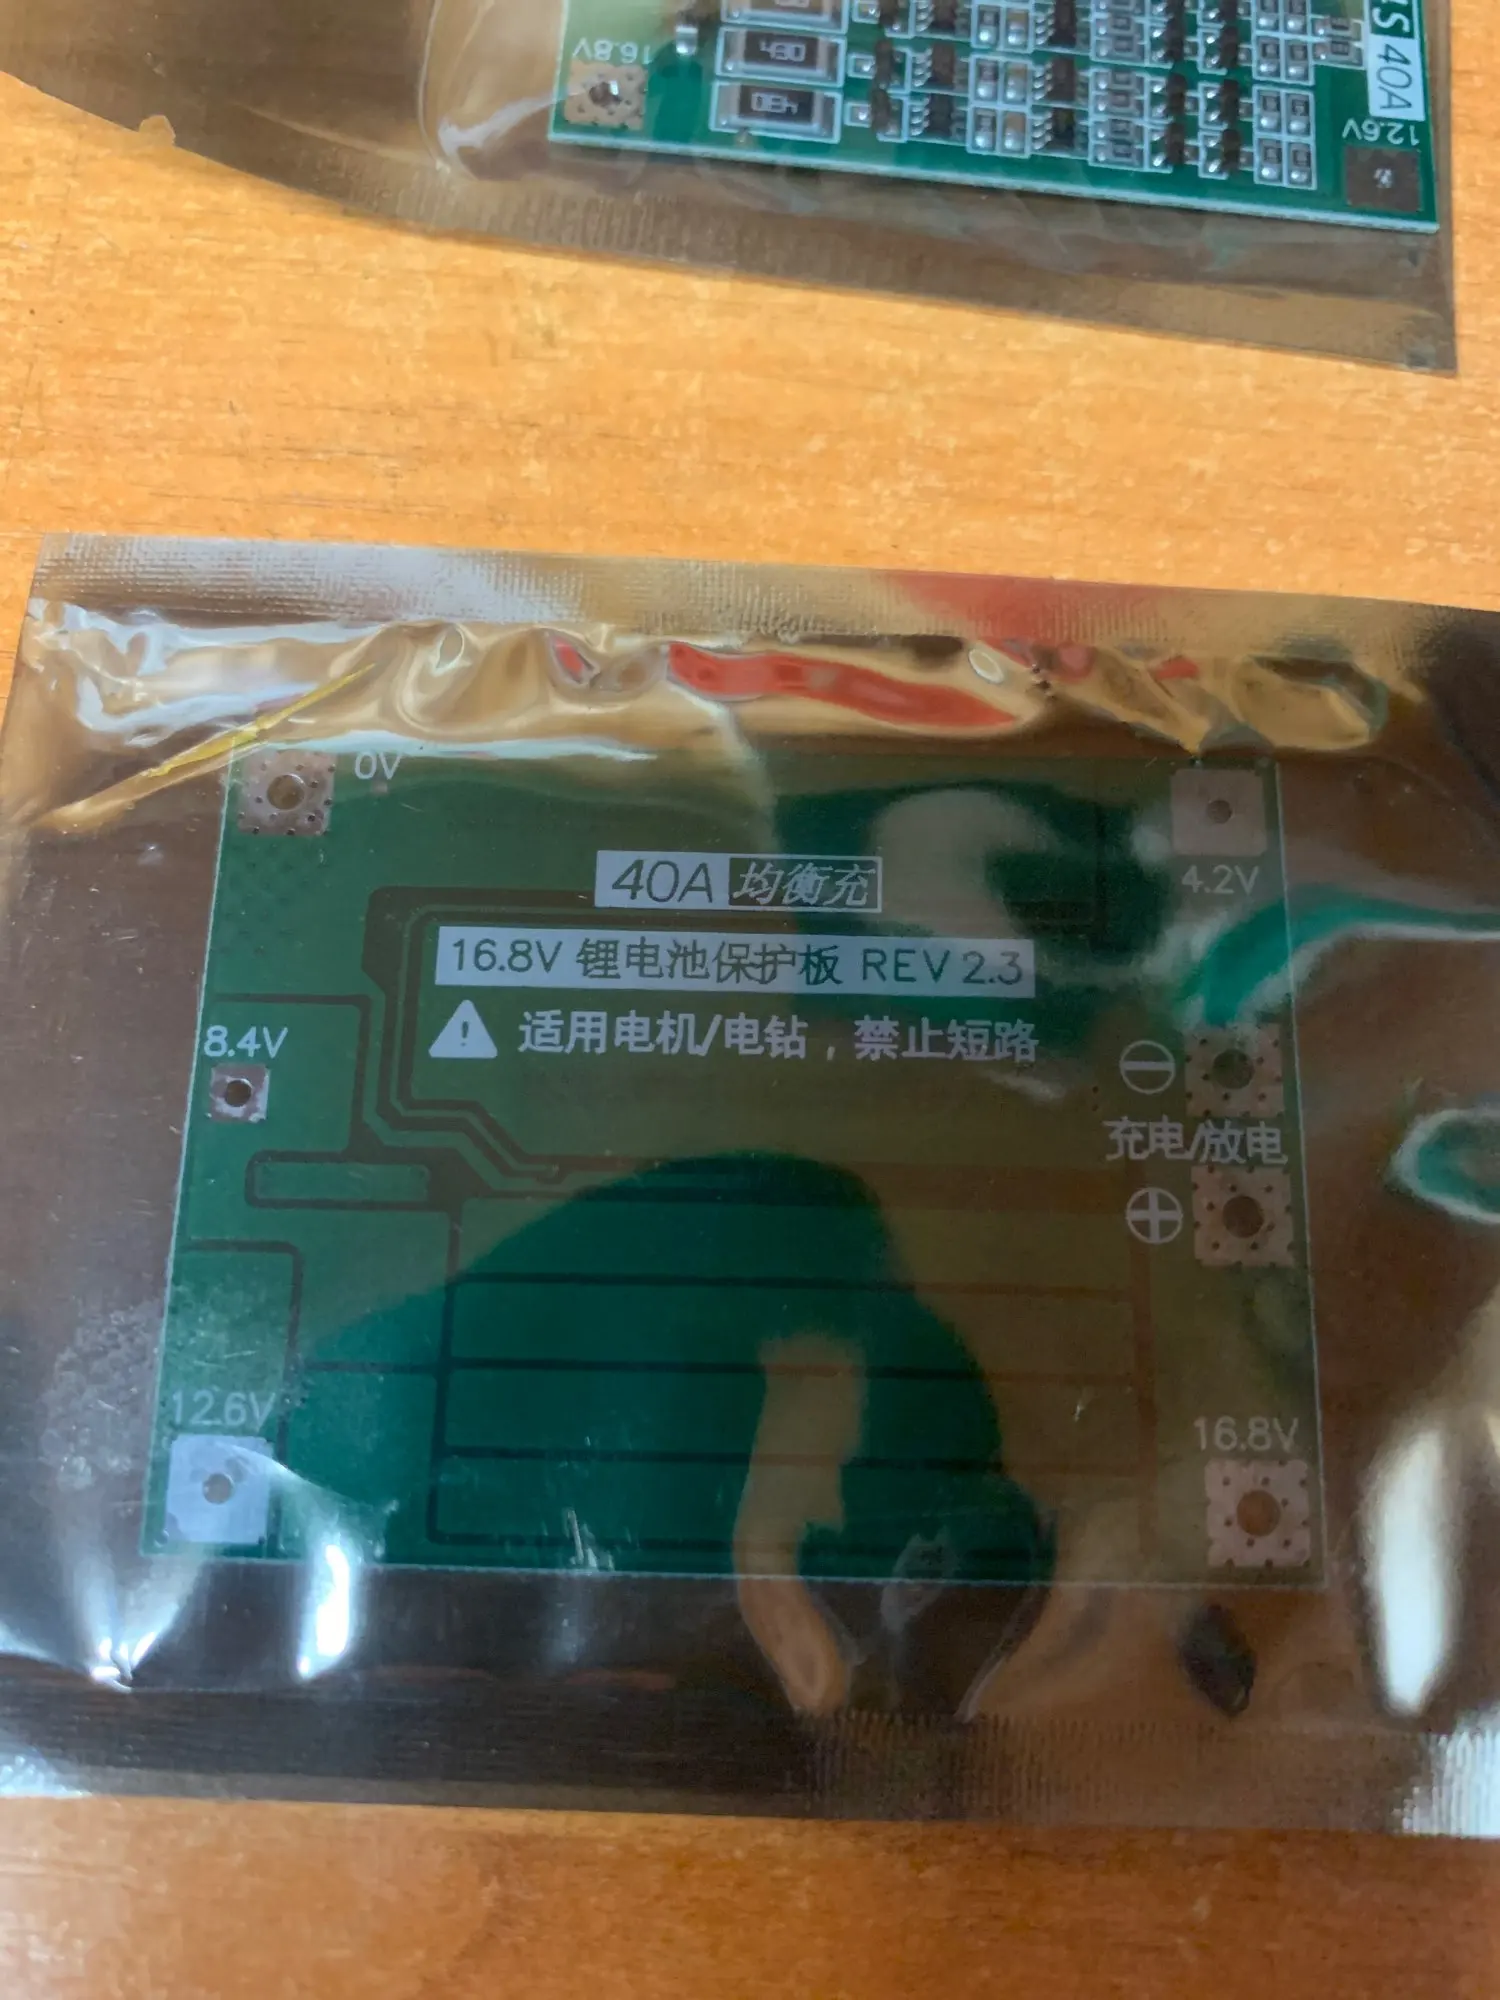 16.8V
4S 40A
12.6V
0V
40A 均衡充
4.2V
16.8V 锂电池保护板 REV 2.3
适用电机/电钻，禁止短路
8.4V
充电/放电
12.6V
16.8V